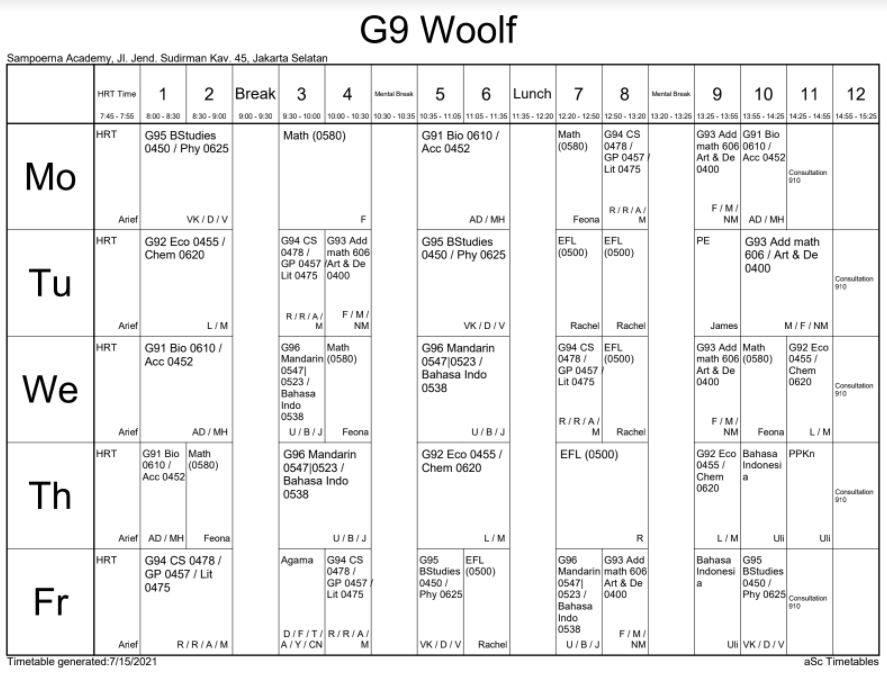 G9 Woolf
Sampoerna Academy, Jl. Jend. Sudirman Kav. 45, Jakarta Selatan
HRT Time 1 2 Break 3 4 Mental Break 5 6 Lunch 7 8 Mental Break 9 10 11 12
7:45 - 7:55 8:00 - 8:30 8:30 - 9:00 9:00 - 9:30 9:30 - 10:00 10:00 - 10:30 10:30 - 10:35 10:35 - 11:05 11:05 - 11:35 11:35 - 12:20 12:20 - 12:50 12:50 - 13:20 13:20 - 13:25 13:25 - 13:55 13:55 - 14:25 14:25 - 14:55 14:55 - 15:25
Mo
HRT
Arief
G95 BStudies
0450 / Phy 0625
VK / D / V
Math (0580)
F
G91 Bio 0610 /
Acc 0452
AD / MH
Math
(0580)
Feona
G94 CS
0478 /
GP 0457 /
Lit 0475
R / R / A /
M
G93 Add
math 606
Art & De
0400
F / M /
NM
G91 Bio
0610 /
Acc 0452
AD / MH
Consultation
910
Tu
HRT
Arief
G92 Eco 0455 /
Chem 0620
L / M
G94 CS
0478 /
GP 0457 /
Lit 0475
R / R / A /
M
G93 Add
math 606
Art & De
0400
F / M /
NM
G95 BStudies
0450 / Phy 0625
VK / D / V
EFL
(0500)
Rachel
EFL
(0500)
Rachel
PE
James
G93 Add math
606 / Art & De
0400
M / F / NM
Consultation
910
We
HRT
Arief
G91 Bio 0610 /
Acc 0452
AD / MH
G96
Mandarin
0547|
0523 /
Bahasa
Indo
0538
U / B / J
Math
(0580)
Feona
G96 Mandarin
0547|0523 /
Bahasa Indo
0538
U / B / J
G94 CS
0478 /
GP 0457 /
Lit 0475
R / R / A /
M
EFL
(0500)
Rachel
G93 Add
math 606
Art & De
0400
F / M /
NM
Math
(0580)
Feona
G92 Eco
0455 /
Chem
0620
L / M
Consultation
910
Th
HRT
Arief
G91 Bio
0610 /
Acc 0452
AD / MH
Math
(0580)
Feona
G96 Mandarin
0547|0523 /
Bahasa Indo
0538
U / B / J
G92 Eco 0455 /
Chem 0620
L / M
EFL (0500)
R
G92 Eco
0455 /
Chem
0620
L / M
Bahasa
Indonesi
a
Uli
PPKn
Uli
Consultation
910
Fr
HRT
Arief
G94 CS 0478 /
GP 0457 / Lit
0475
R / R / A / M
Agama
D / F / T /
A / Y / CN
G94 CS
0478 /
GP 0457 /
Lit 0475
R / R / A /
M
G95
BStudies
0450 /
Phy 0625
VK / D / V
EFL
(0500)
Rachel
G96
Mandarin
0547|
0523 /
Bahasa
Indo
0538
U / B / J
G93 Add
math 606
Art & De
0400
F / M /
NM
Bahasa
Indonesi
a
Uli
G95
BStudies
0450 /
Phy 0625
VK / D / V
Consultation
910
Timetable generated:7/15/2021
aSc Timetables